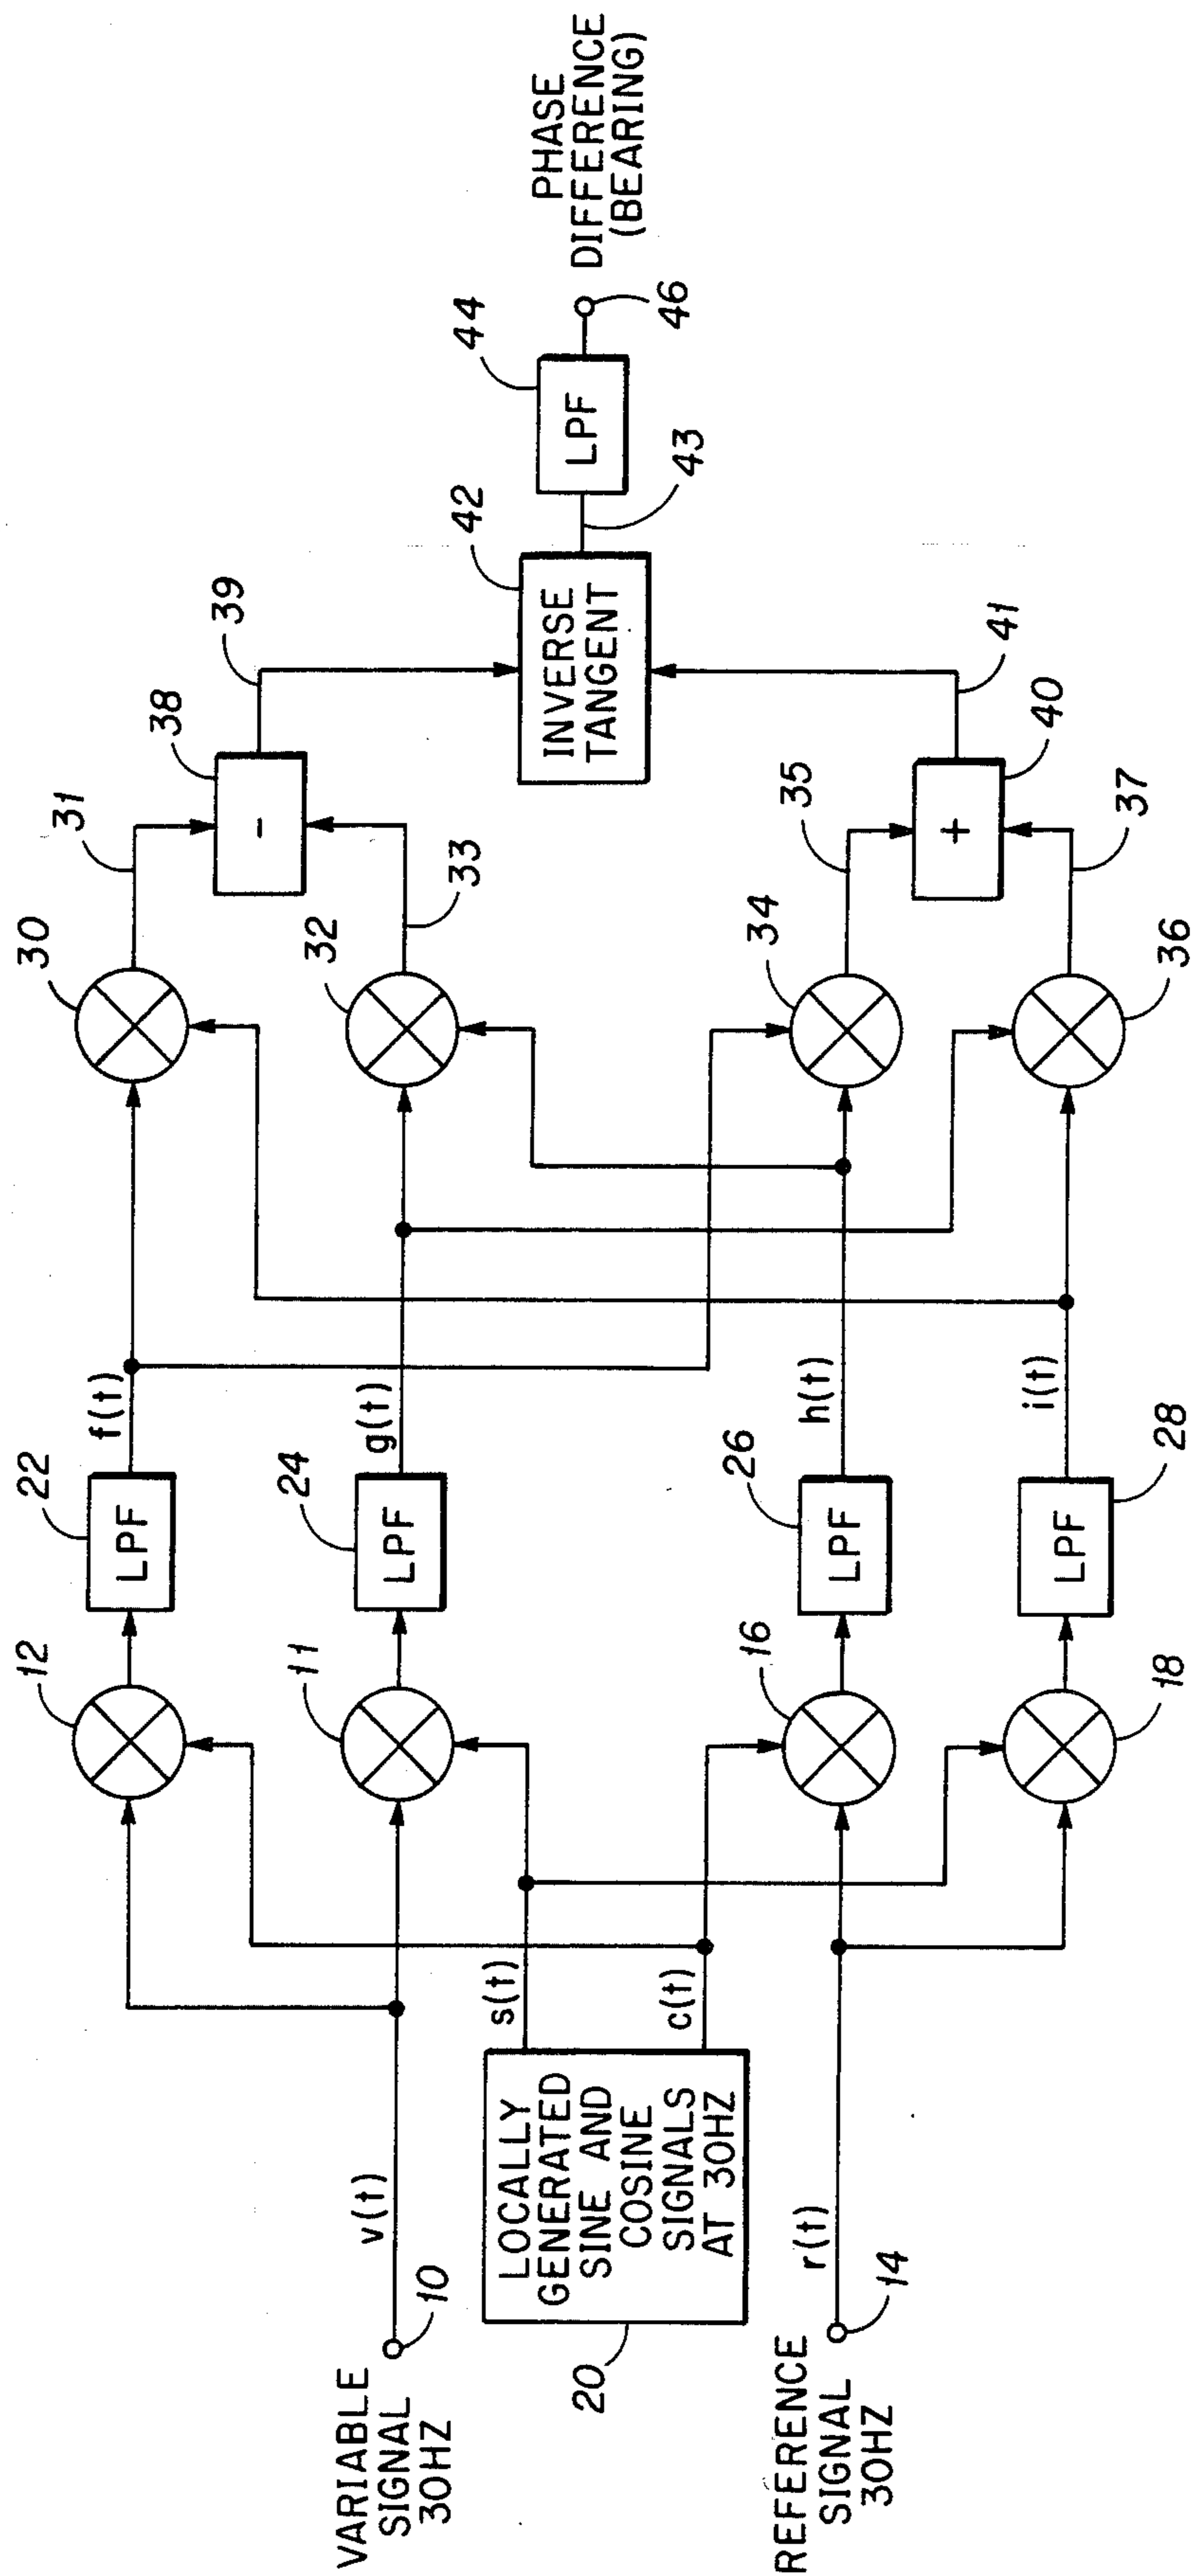 VARIABLE
SIGNAL
30HZ
10
v(t)
12
11
22
LPF
24
LPF
f(t)
g(t)
30
31
32
33
38
-
39
LOCALLY
GENERATED
SINE AND
COSINE
SIGNALS
AT 30HZ
20
s(t)
c(t)
INVERSE
TANGENT
42
43
LPF
44
46
PHASE
DIFFERENCE
(BEARING)
REFERENCE
SIGNAL
30HZ
14
r(t)
16
18
26
LPF
28
LPF
h(t)
i(t)
34
35
36
37
+
40
41